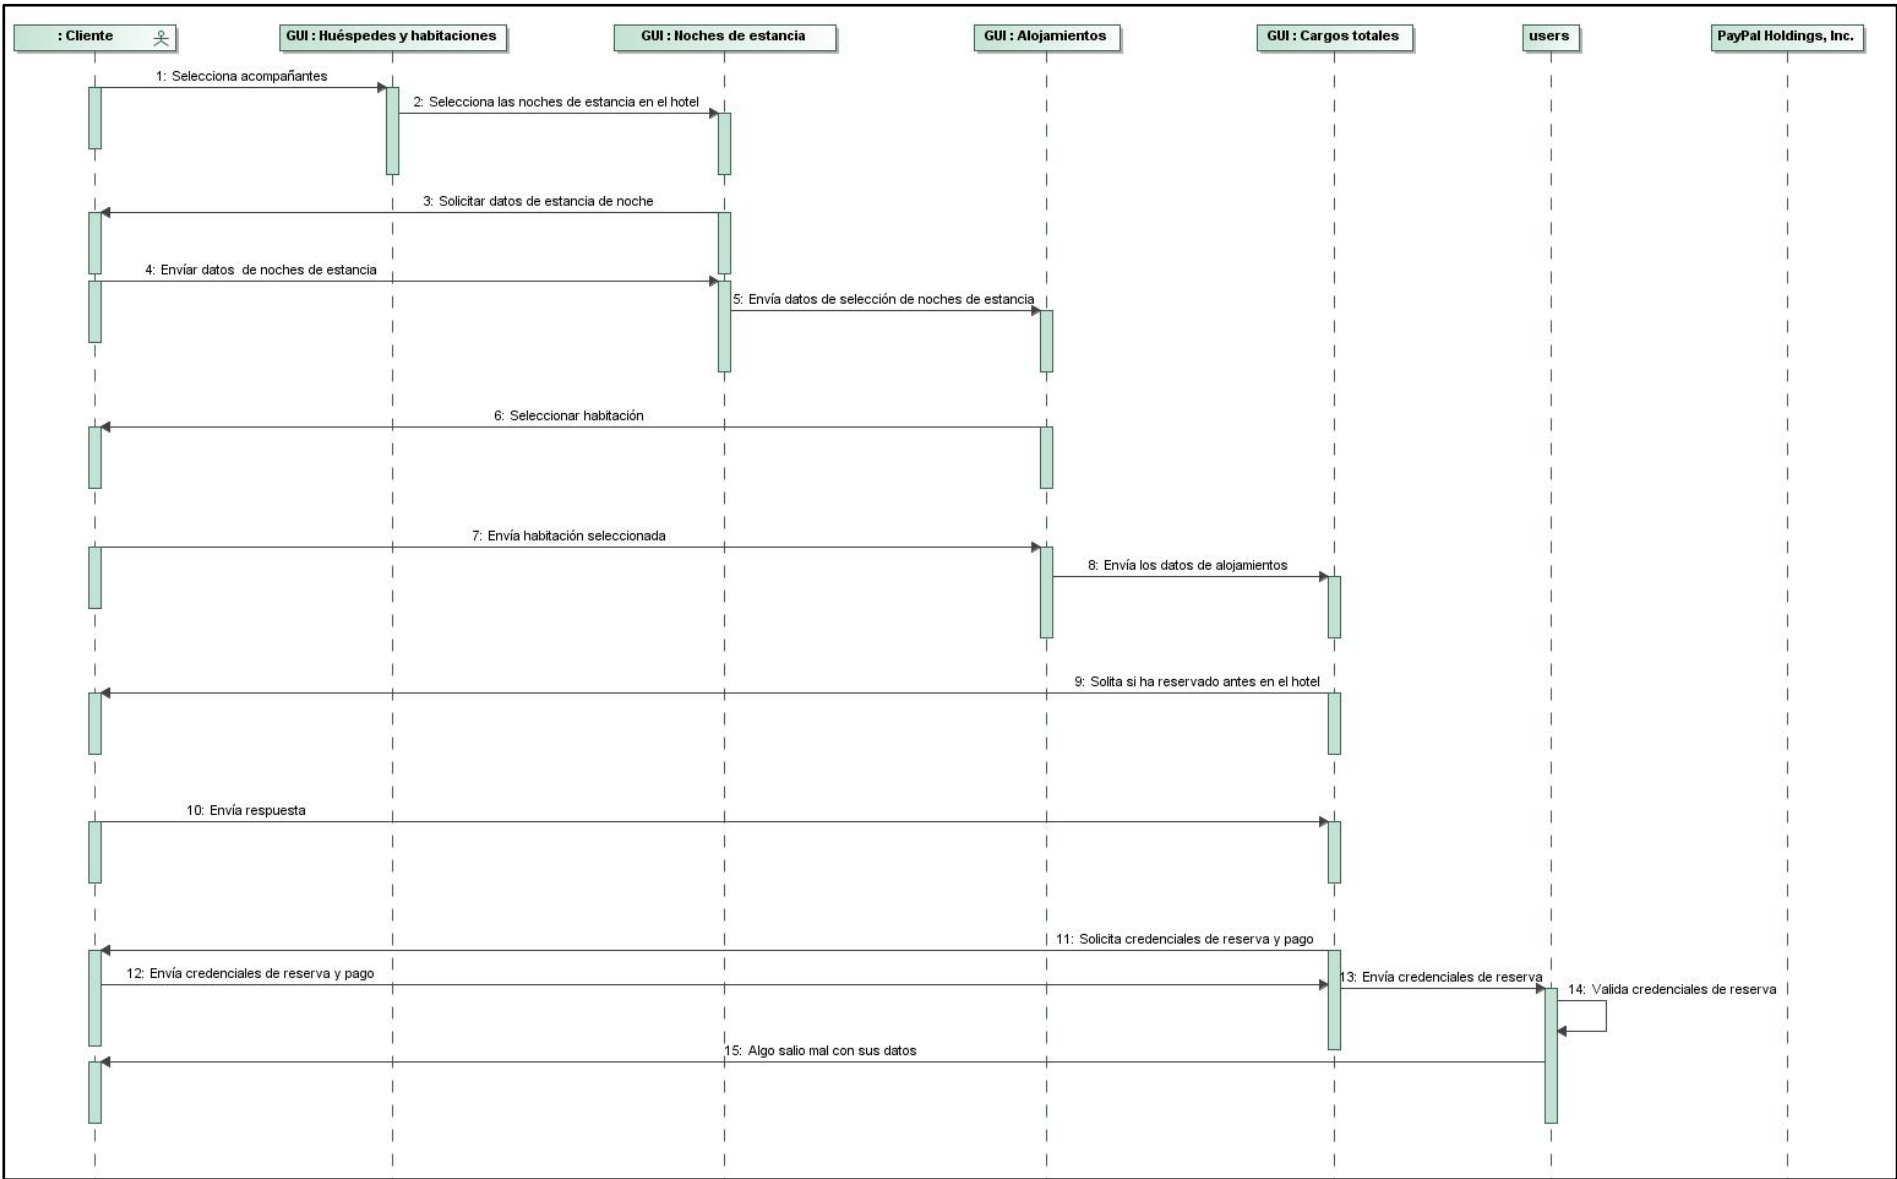 : Cliente
GUI : Huéspedes y habitaciones
GUI : Noches de estancia
GUI : Alojamientos
GUI : Cargos totales
users
PayPal Holdings, Inc.
1: Selecciona acompañantes
2: Selecciona las noches de estancia en el hotel
3: Solicitar datos de estancia de noche
4: Envíar datos de noches de estancia
5: Envía datos de selección de noches de estancia
6: Seleccionar habitación
7: Envía habitación seleccionada
8: Envía los datos de alojamientos
9: Solita si ha reservado antes en el hotel
10: Envía respuesta
11: Solicita credenciales de reserva y pago
12: Envía credenciales de reserva y pago
13: Envía credenciales de reserva
14: Valida credenciales de reserva
15: Algo salio mal con sus datos